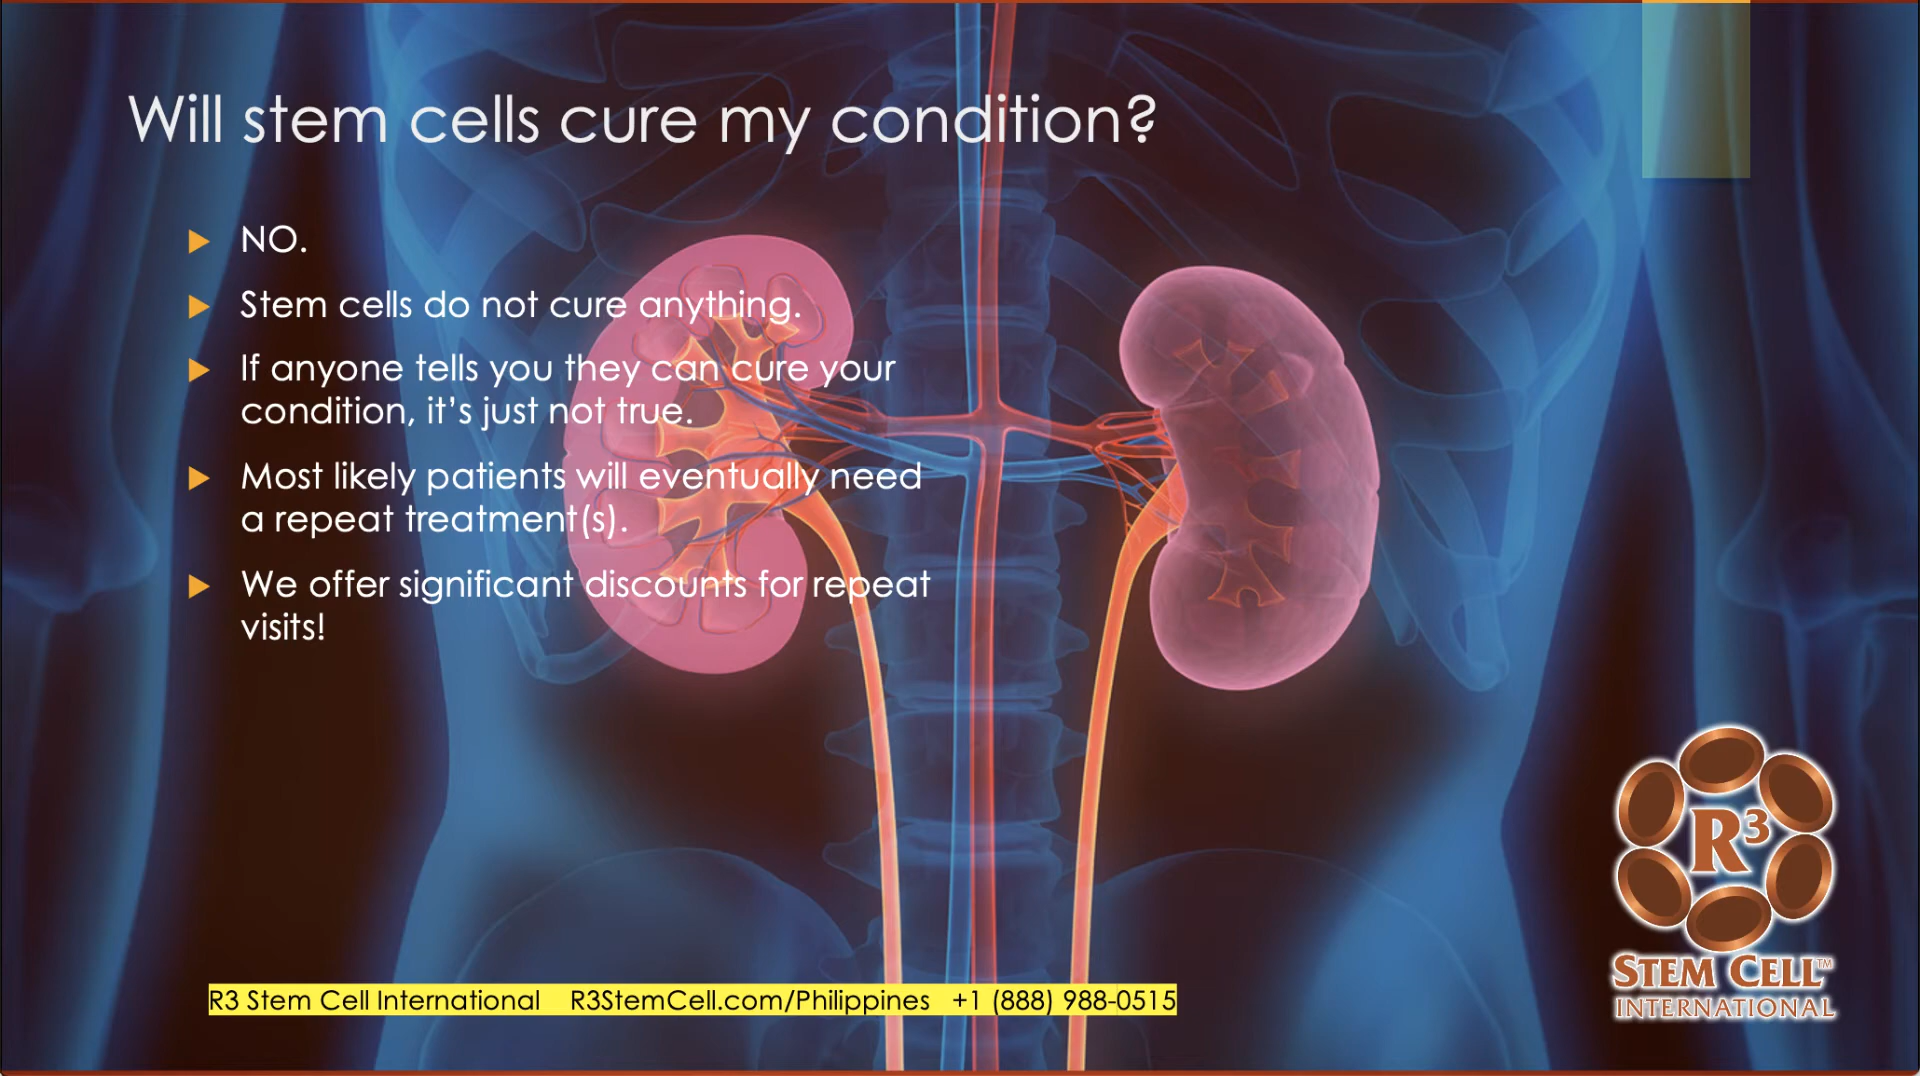 Will stem cells cure my condition?
NO.
Stem cells do not cure anything.
If anyone tells you they can cure your
condition, it's just not true.
Most likely patients will eventually need
a repeat treatment(s).
We offer significant discounts for repeat
visits!
R3
STEM CELL™
INTERNATIONAL
R3 Stem Cell International R3StemCell.com/Philippines +1 (888) 988-0515